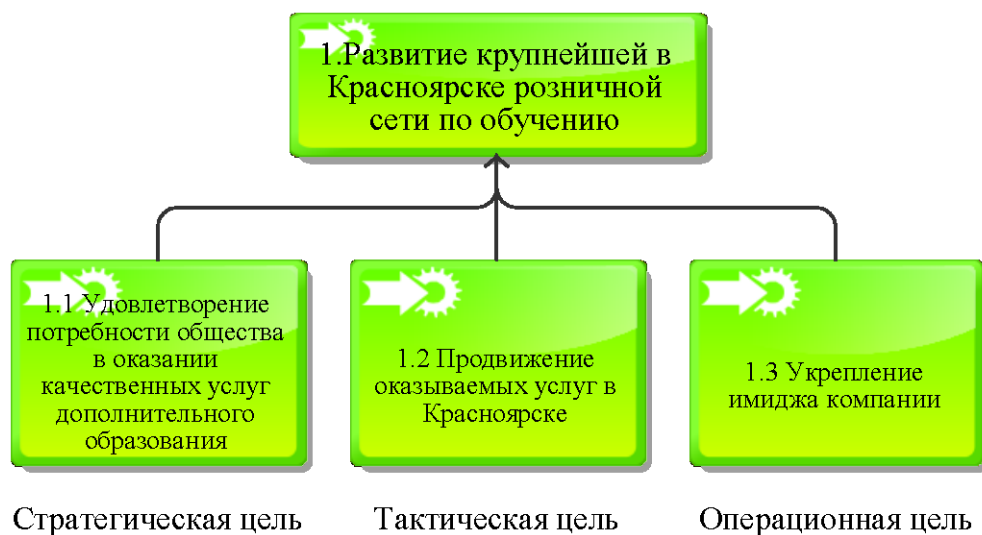 1.Развитие крупнейшей в
Красноярске розничной
сети по обучению
1.1 Удовлетворение
потребности общества
в оказании
качественных услуг
дополнительного
образования
1.2 Продвижение
оказываемых услуг в
Красноярске
1.3 Укрепление
имиджа компании
Стратегическая цель
Тактическая цель
Операционная цель